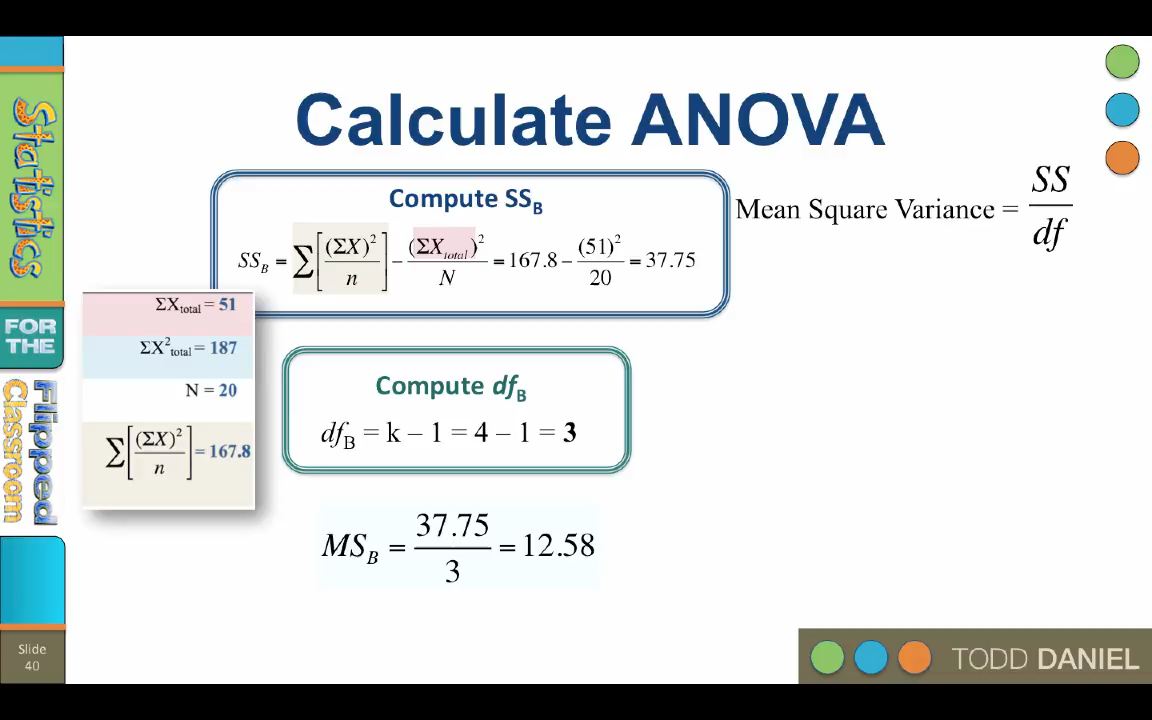 Calculate ANOVA
Statistics
FOR THE
Flipped
Classroom
Compute SS_B
SS_B = ∑[(ΣX)²/n] − (ΣX_total)²/N = 167.8 − (51)²/20 = 37.75
Mean Square Variance = SS/df
ΣX_total = 51
ΣX²_total = 187
N = 20
∑[(ΣX)²/n] = 167.8
Compute df_B
df_B = k − 1 = 4 − 1 = 3
MS_B = 37.75/3 = 12.58
Slide
40
TODD DANIEL